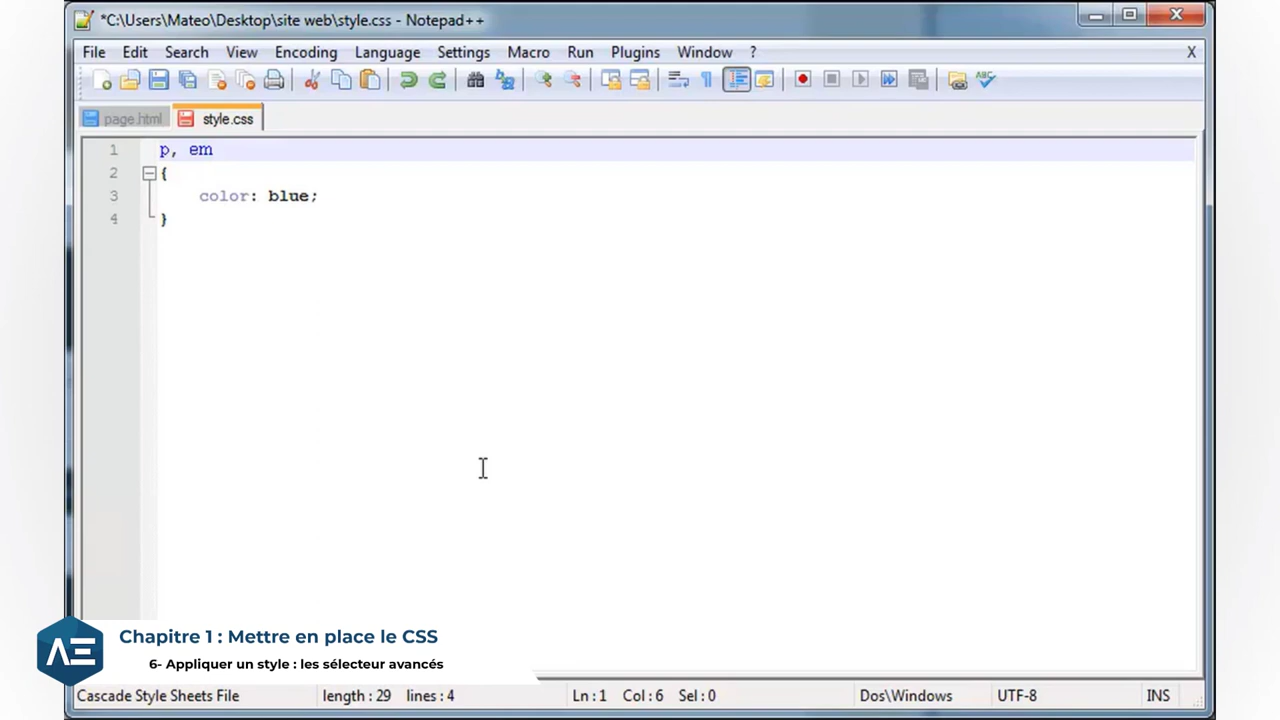 *C:\Users\Mateo\Desktop\site web\style.css - Notepad++
File Edit Search View Encoding Language Settings Macro Run Plugins Window ? X
page.html style.css
1 p, em
2 {
3 color: blue;
4 }
Chapitre 1 : Mettre en place le CSS
6- Appliquer un style : les sélecteur avancés
Cascade Style Sheets File length : 29 lines : 4 Ln : 1 Col : 6 Sel : 0 Dos\Windows UTF-8 INS